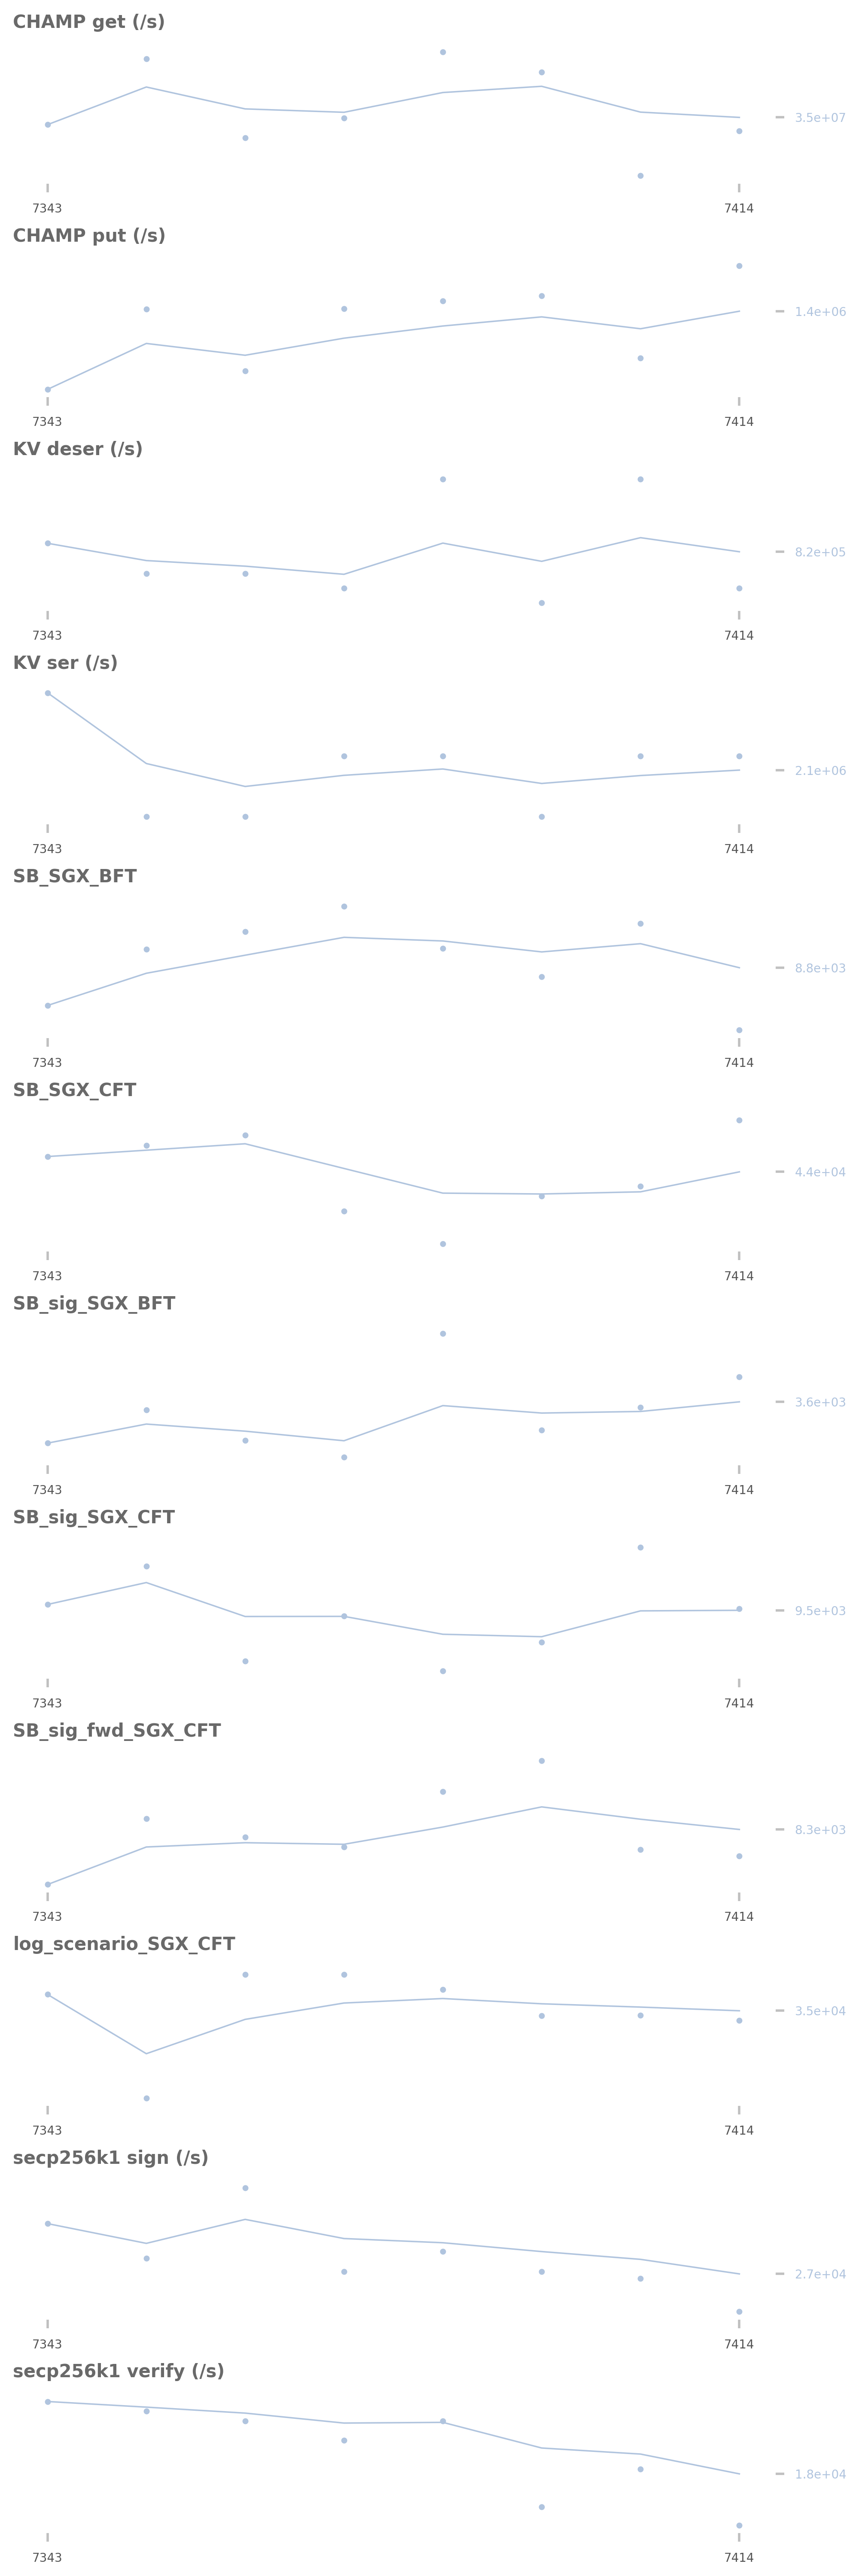 CHAMP get (/s)
3.5e+07
7343 7414
CHAMP put (/s)
1.4e+06
7343 7414
KV deser (/s)
8.2e+05
7343 7414
KV ser (/s)
2.1e+06
7343 7414
SB_SGX_BFT
8.8e+03
7343 7414
SB_SGX_CFT
4.4e+04
7343 7414
SB_sig_SGX_BFT
3.6e+03
7343 7414
SB_sig_SGX_CFT
9.5e+03
7343 7414
SB_sig_fwd_SGX_CFT
8.3e+03
7343 7414
log_scenario_SGX_CFT
3.5e+04
7343 7414
secp256k1 sign (/s)
2.7e+04
7343 7414
secp256k1 verify (/s)
1.8e+04